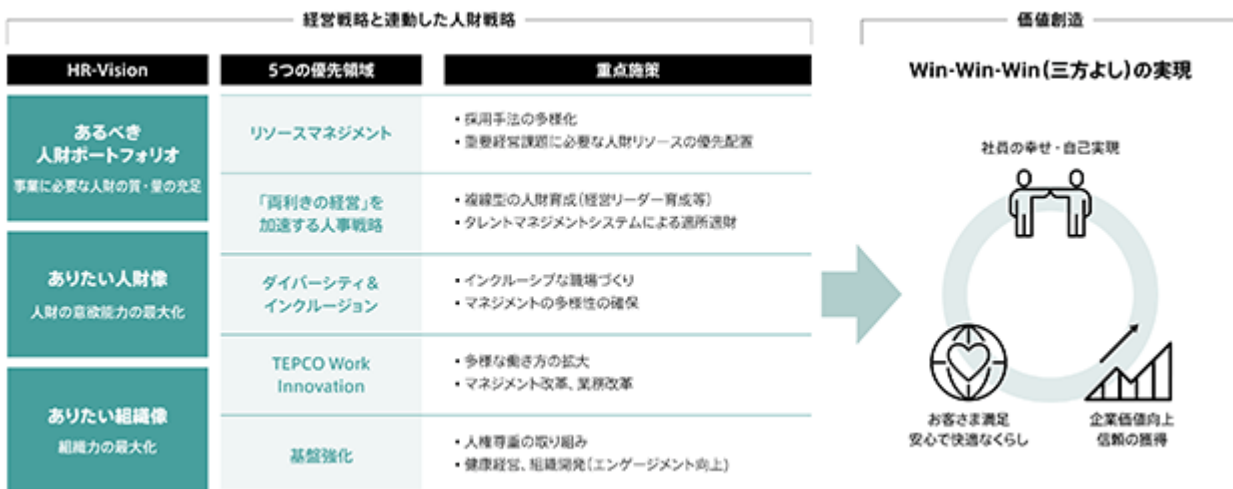 経営戦略と連動した人財戦略
価値創造
HR-Vision
5つの優先領域
重点施策
Win-Win-Win(三方よし)の実現
あるべき
人財ポートフォリオ
事業に必要な人財の質・量の充足
ありたい人財像
人財の意欲能力の最大化
ありたい組織像
組織力の最大化
リソースマネジメント
・採用手法の多様化
・重要経営課題に必要な人財リソースの優先配置
「両利きの経営」を
加速する人事戦略
・複線型の人財育成(経営リーダー育成等)
・タレントマネジメントシステムによる適所適財
ダイバーシティ&
インクルージョン
・インクルーシブな職場づくり
・マネジメントの多様性の確保
TEPCO Work
Innovation
・多様な働き方の拡大
・マネジメント改革、業務改革
基盤強化
・人権尊重の取り組み
・健康経営、組織開発(エンゲージメント向上)
社員の幸せ・自己実現
お客さま満足
安心で快適なくらし
企業価値向上
信頼の獲得